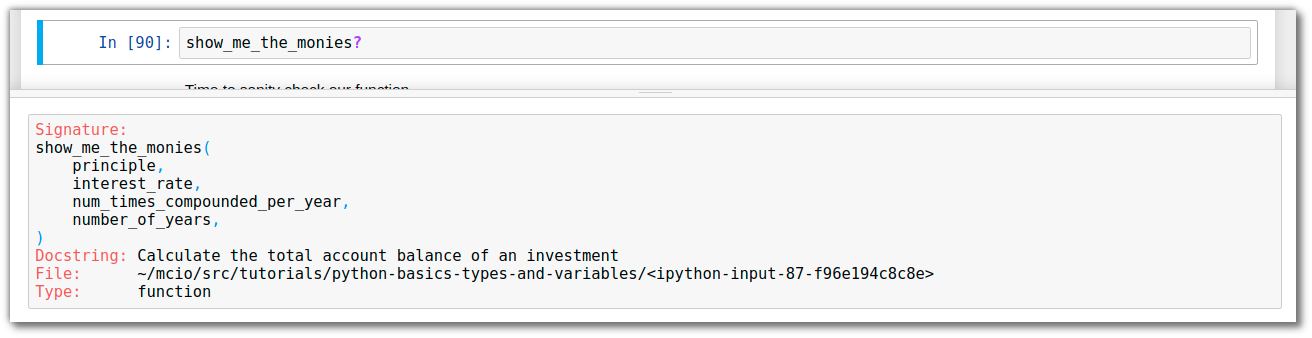 In [90]: show_me_the_monies?
Time to sanity check our function
Signature:
show_me_the_monies(
    principle,
    interest_rate,
    num_times_compounded_per_year,
    number_of_years,
)
Docstring: Calculate the total account balance of an investment
File:      ~/mcio/src/tutorials/python-basics-types-and-variables/<ipython-input-87-f96e194c8c8e>
Type:      function